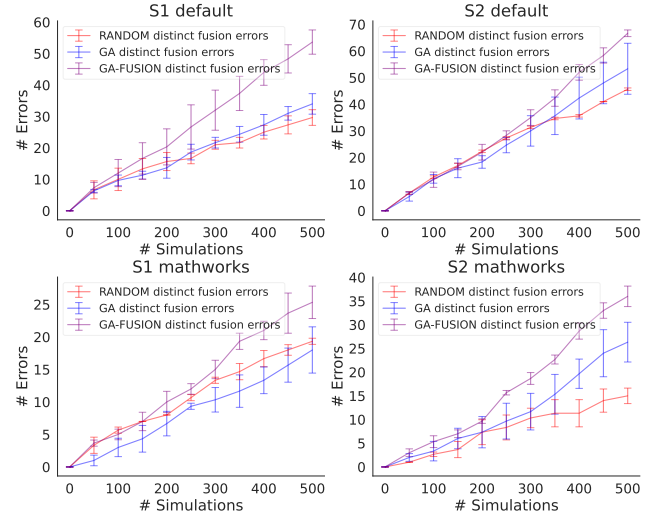 S1 default
# Errors
60
50
40
30
20
10
0
RANDOM distinct fusion errors
GA distinct fusion errors
GA-FUSION distinct fusion errors
0 100 200 300 400 500
# Simulations
S2 default
# Errors
70
60
50
40
30
20
10
0
RANDOM distinct fusion errors
GA distinct fusion errors
GA-FUSION distinct fusion errors
0 100 200 300 400 500
# Simulations
S1 mathworks
# Errors
25
20
15
10
5
0
RANDOM distinct fusion errors
GA distinct fusion errors
GA-FUSION distinct fusion errors
0 100 200 300 400 500
# Simulations
S2 mathworks
# Errors
40
35
30
25
20
15
10
5
0
RANDOM distinct fusion errors
GA distinct fusion errors
GA-FUSION distinct fusion errors
0 100 200 300 400 500
# Simulations